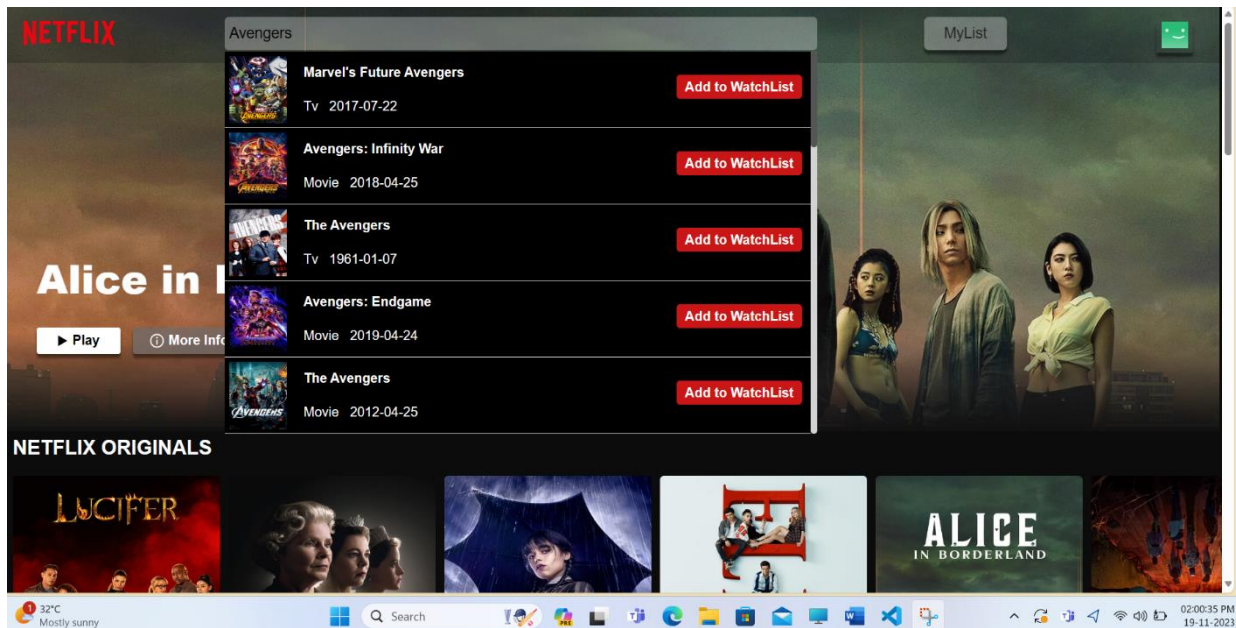 NETFLIX
Avengers
MyList
Marvel's Future Avengers
Tv 2017-07-22
Add to WatchList
Avengers: Infinity War
Movie 2018-04-25
Add to WatchList
The Avengers
Tv 1961-01-07
Add to WatchList
Avengers: Endgame
Movie 2019-04-24
Add to WatchList
The Avengers
Movie 2012-04-25
Add to WatchList
AVENGERS
Alice in
Play
More Info
NETFLIX ORIGINALS
LUCIFER
E
ALICE
IN BORDERLAND
1
32°C
Mostly sunny
Search
PRE
02:00:35 PM
19-11-2023